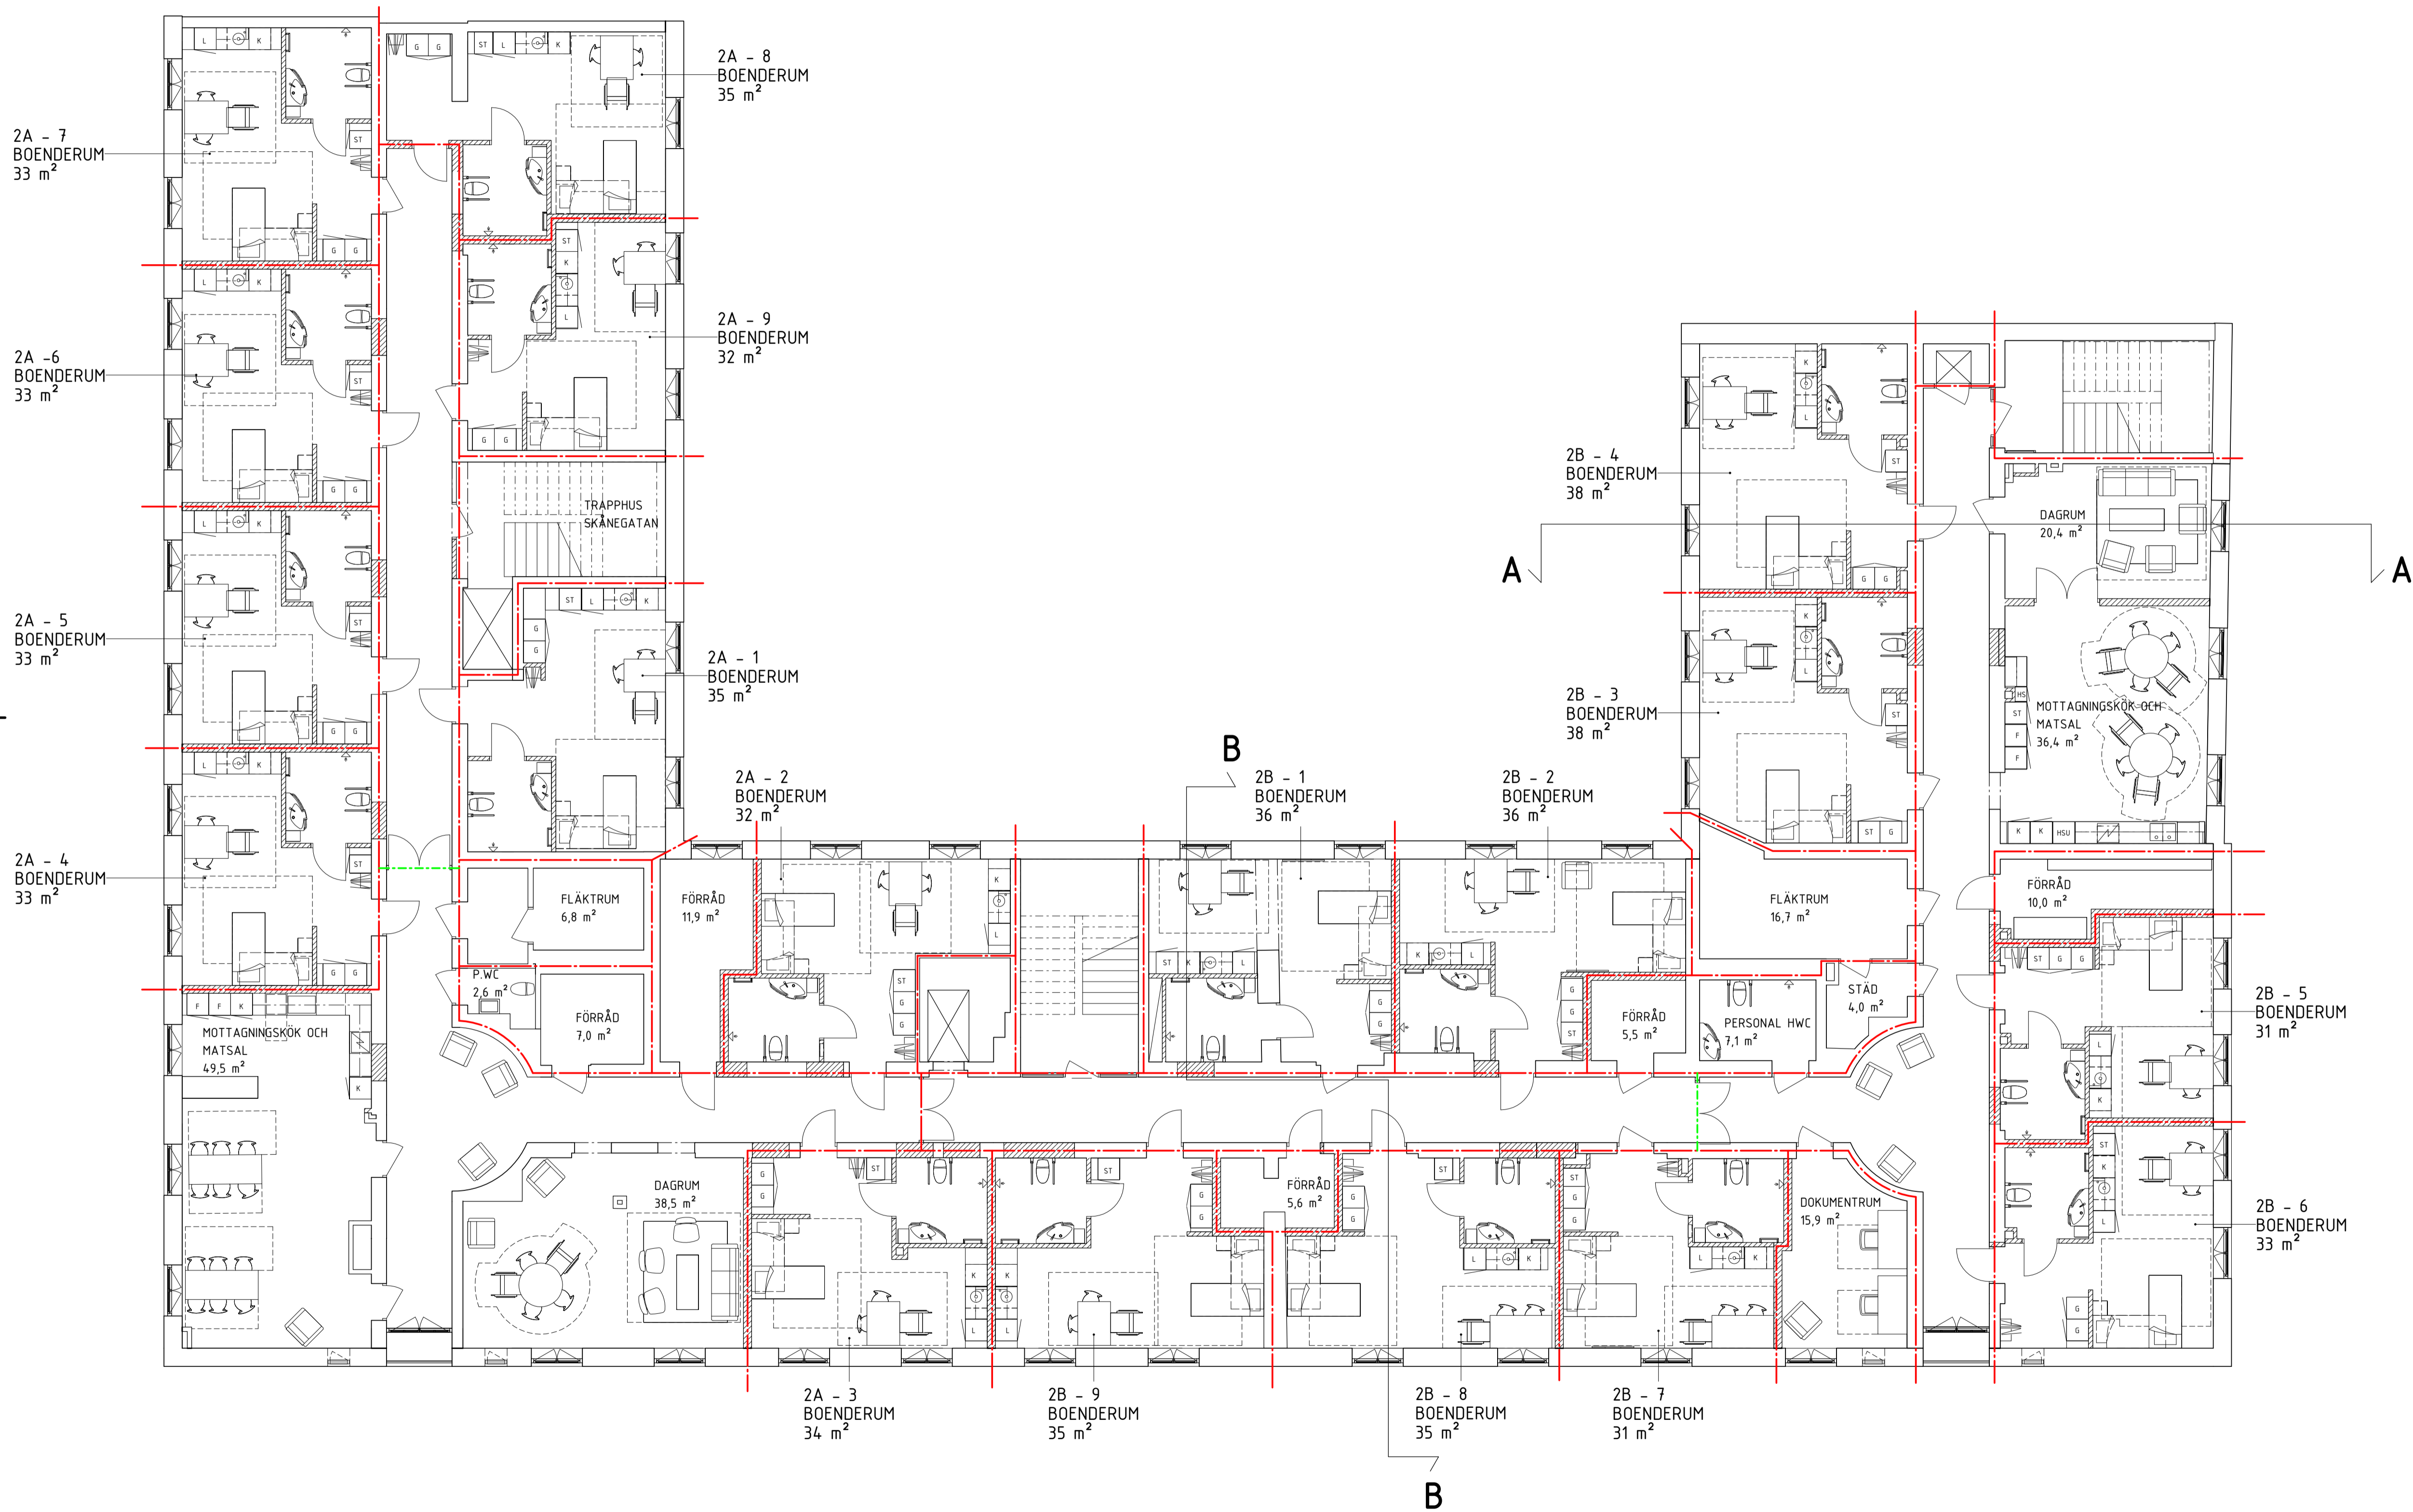 2A - 8
BOENDERUM
35 m²
2A - 7
BOENDERUM
33 m²
2A - 9
BOENDERUM
32 m²
2A -6
BOENDERUM
33 m²
TRAPPHUS
SKÅNEGATAN
2A - 5
BOENDERUM
33 m²
2A - 1
BOENDERUM
35 m²
2A - 4
BOENDERUM
33 m²
2A - 2
BOENDERUM
32 m²
B
2B - 1
BOENDERUM
36 m²
2B - 2
BOENDERUM
36 m²
2B - 4
BOENDERUM
38 m²
A
A
2B - 3
BOENDERUM
38 m²
DAGRUM
20,4 m²
MOTTAGNINGSKÖK OCH
MATSAL
36,4 m²
FLÄKTRUM
6,8 m²
FÖRRÅD
11,9 m²
P.WC
2,6 m²
FÖRRÅD
7,0 m²
MOTTAGNINGSKÖK OCH
MATSAL
49,5 m²
FLÄKTRUM
16,7 m²
FÖRRÅD
10,0 m²
STÄD
4,0 m²
FÖRRÅD
5,5 m²
PERSONAL HWC
7,1 m²
2B - 5
BOENDERUM
31 m²
DAGRUM
38,5 m²
FÖRRÅD
5,6 m²
DOKUMENTRUM
15,9 m²
2B - 6
BOENDERUM
33 m²
2A - 3
BOENDERUM
34 m²
2B - 9
BOENDERUM
35 m²
2B - 8
BOENDERUM
35 m²
2B - 7
BOENDERUM
31 m²
B